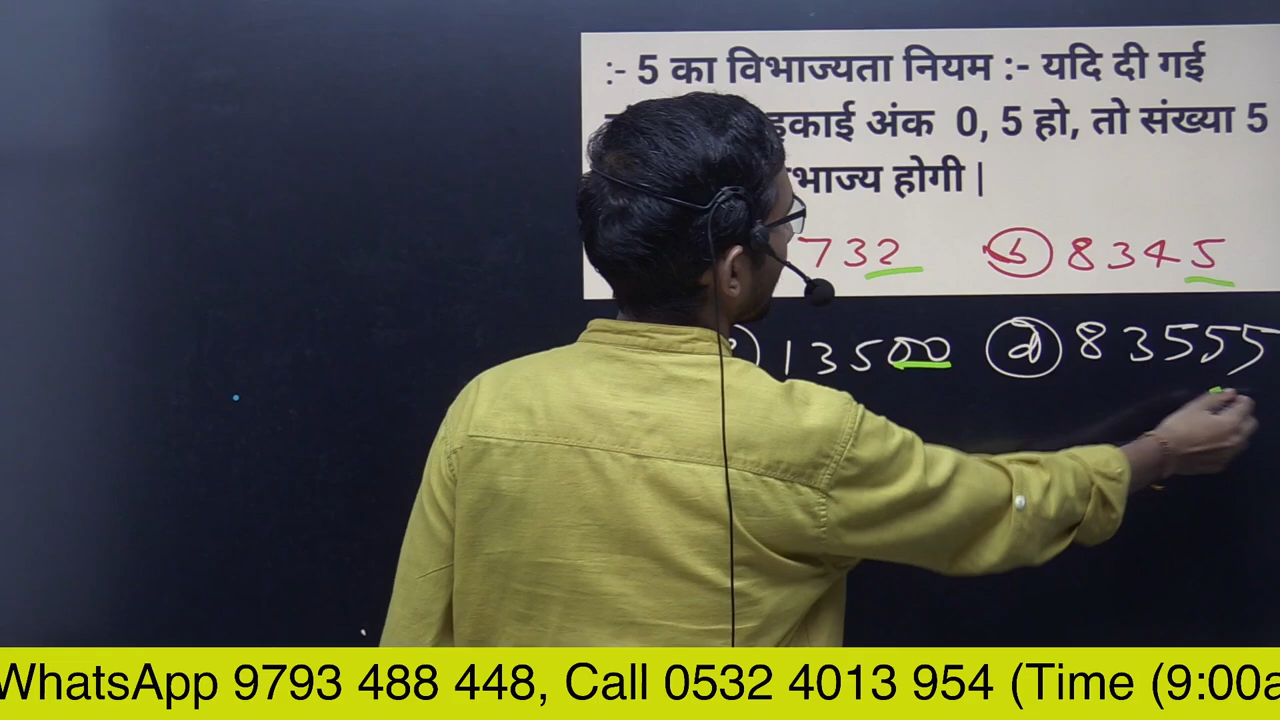 :- 5 का विभाज्यता नियम :- यदि दी गई
इकाई अंक 0, 5 हो, तो संख्या 5
होगी |
732 (b) 8345
13500 (d) 83555
WhatsApp 9793 488 448, Call 0532 4013 954 (Time (9:00a